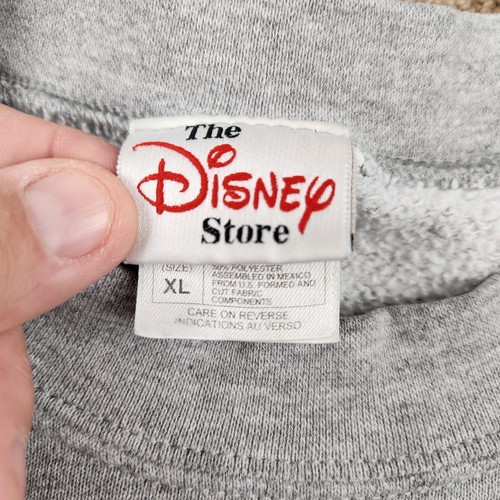 The
Disney
Store
(SIZE)
XL
POLYESTER
ASSEMBLED IN MEXICO
FROM U.S. FORMED AND
CUT FABRIC
COMPONENTS
CARE ON REVERSE
INDICATIONS AU VERSO